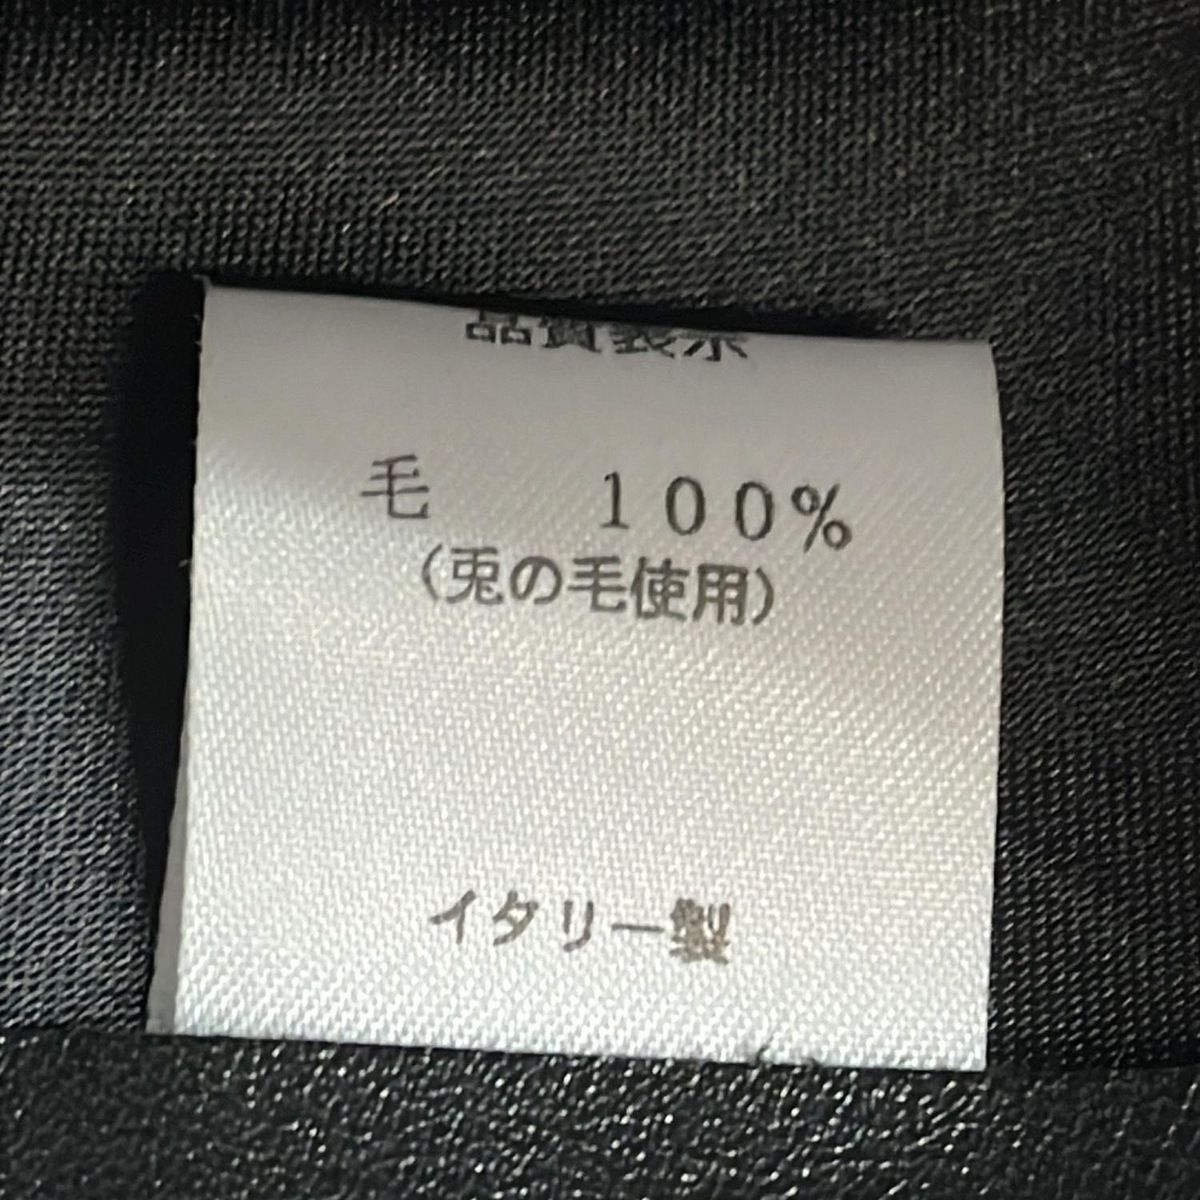 品質表示
毛 100%
(兎の毛使用)
イタリー製